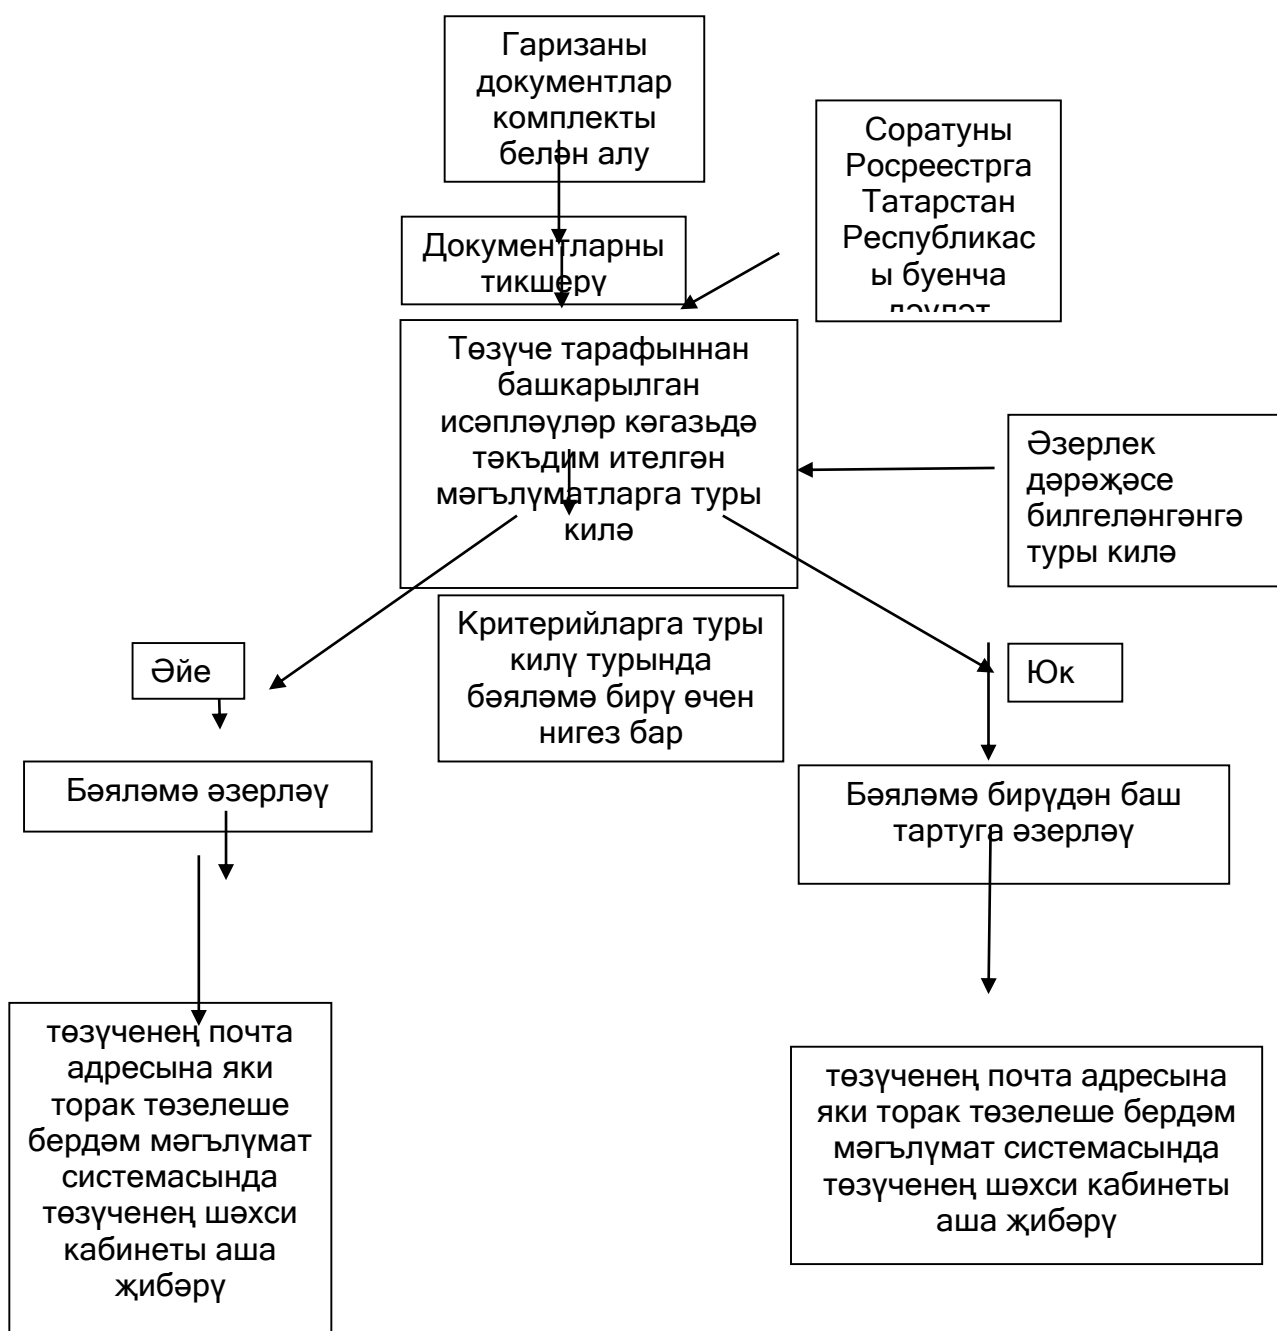 Гаризаны
документлар
комплекты
белән алу
Соратуны
Росреестрга
Татарстан
Республикас
ы буенча
Документларны
тикшерү
Төзүче тарафыннан
башкарылган
исәпләүләр кәгазьдә
тәкъдим ителгән
мәгълүматларга туры
килә
Әзерлек
дәрәҗәсе
билгеләнгәнгә
туры килә
Критерийларга туры
килү турында
бәяләмә бирү өчен
нигез бар
Әйе
Юк
Бәяләмә әзерләү
Бәяләмә бирүдән баш
тартуга әзерләү
төзүченең почта
адресына яки
торак төзелеше
бердәм мәгълүмат
системасында
төзүченең шәхси
кабинеты аша
җибәрү
төзүченең почта адресына
яки торак төзелеше бердәм
мәгълүмат системасында
төзүченең шәхси кабинеты
аша җибәрү